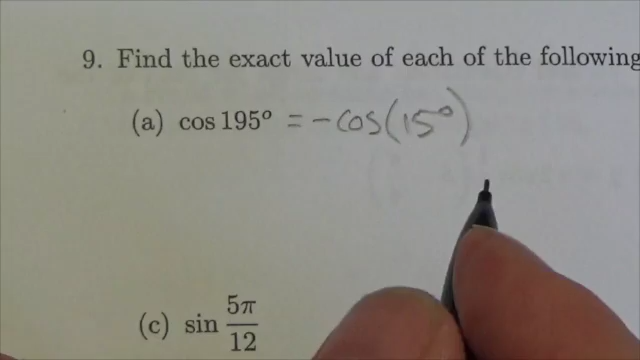 9. Find the exact value of each of the following
(a) cos 195° = -cos(15°)
(c) sin 5π/12